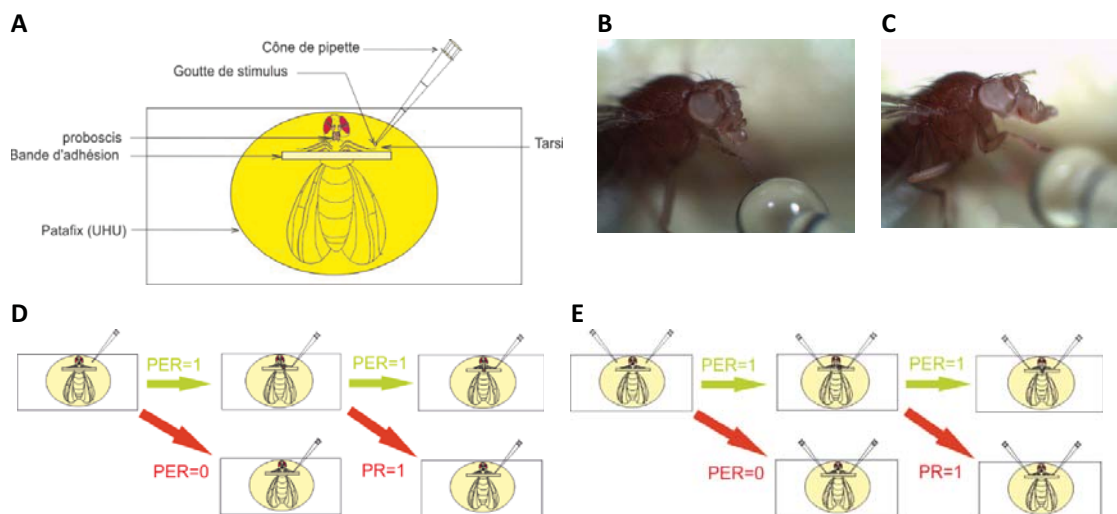 A
Cône de pipette
Goutte de stimulus
proboscis
Bande d'adhésion
Tarsi
Patafix (UHU)
B
C
D
PER=1
PER=1
PER=0
PR=1
E
PER=1
PER=1
PER=0
PR=1